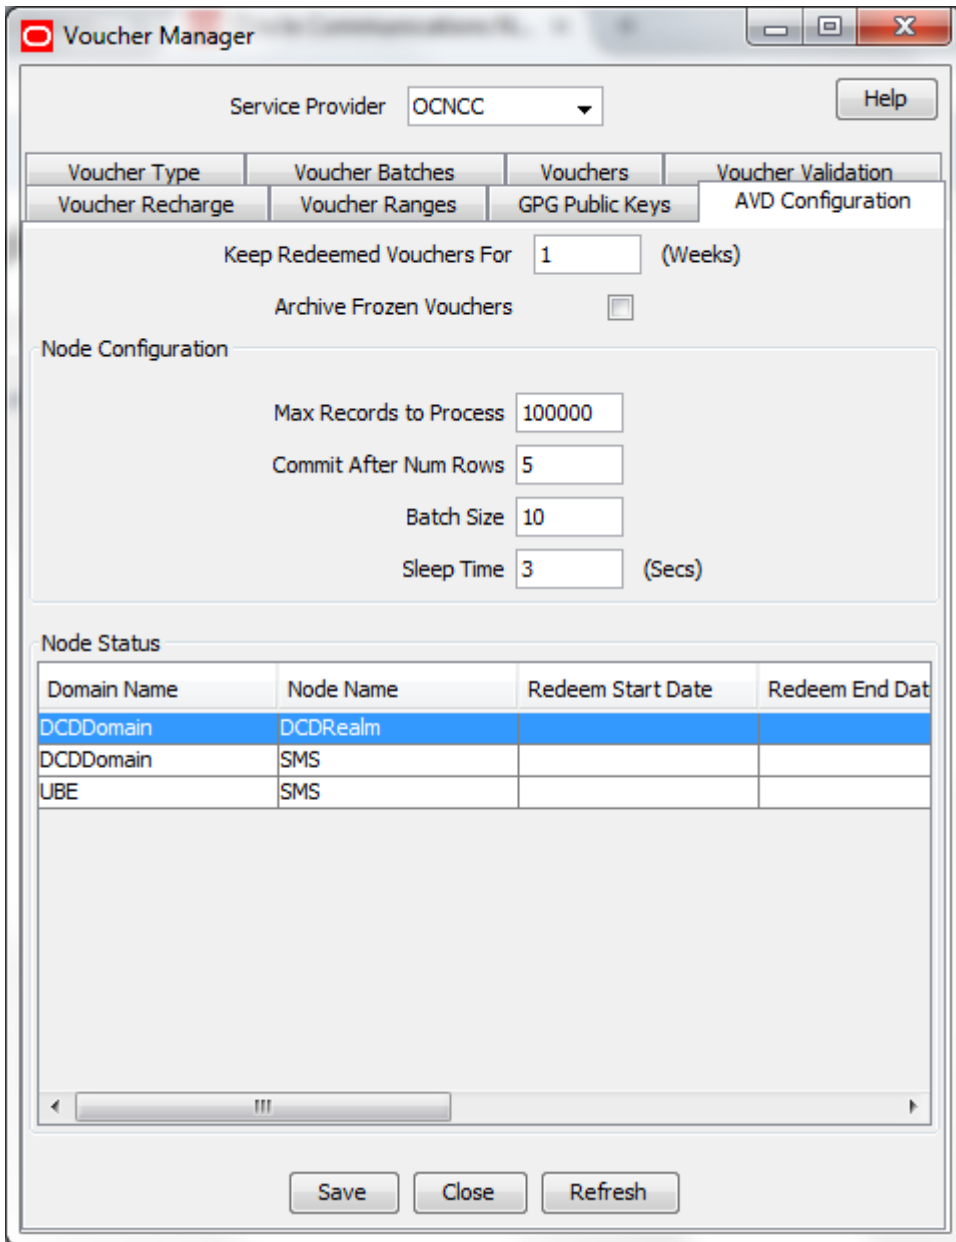 Voucher Manager
Service Provider OCNCC Help
Voucher Type Voucher Batches Vouchers Voucher Validation
Voucher Recharge Voucher Ranges GPG Public Keys AVD Configuration
Keep Redeemed Vouchers For 1 (Weeks)
Archive Frozen Vouchers
Node Configuration
Max Records to Process 100000
Commit After Num Rows 5
Batch Size 10
Sleep Time 3 (Secs)
Node Status
Domain Name Node Name Redeem Start Date Redeem End Dat
DCDDomain DCDRealm
DCDDomain SMS
UBE SMS
Save Close Refresh